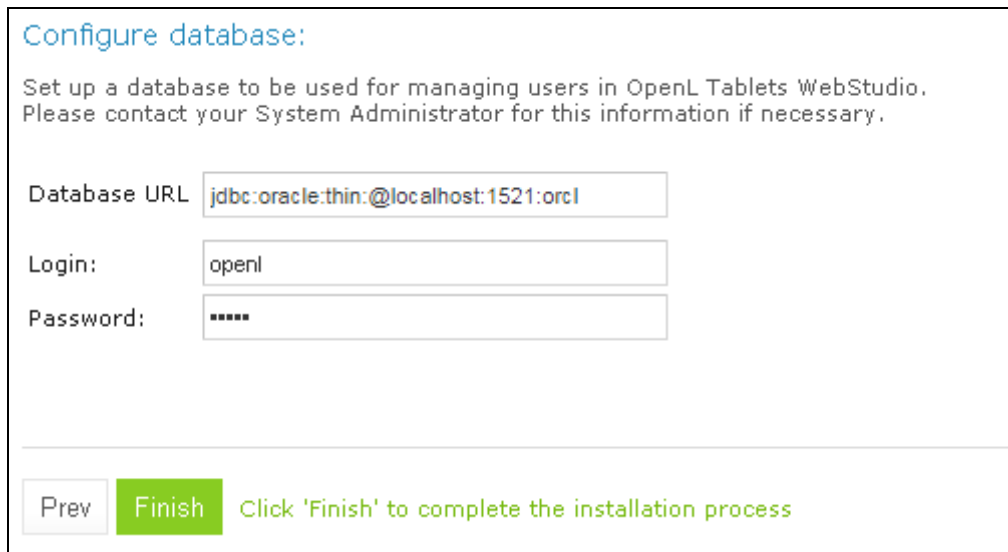 Configure database:
Set up a database to be used for managing users in OpenL Tablets WebStudio.
Please contact your System Administrator for this information if necessary.
Database URL jdbc:oracle:thin:@localhost:1521:orcl
Login: openl
Password: •••••
Prev Finish Click 'Finish' to complete the installation process